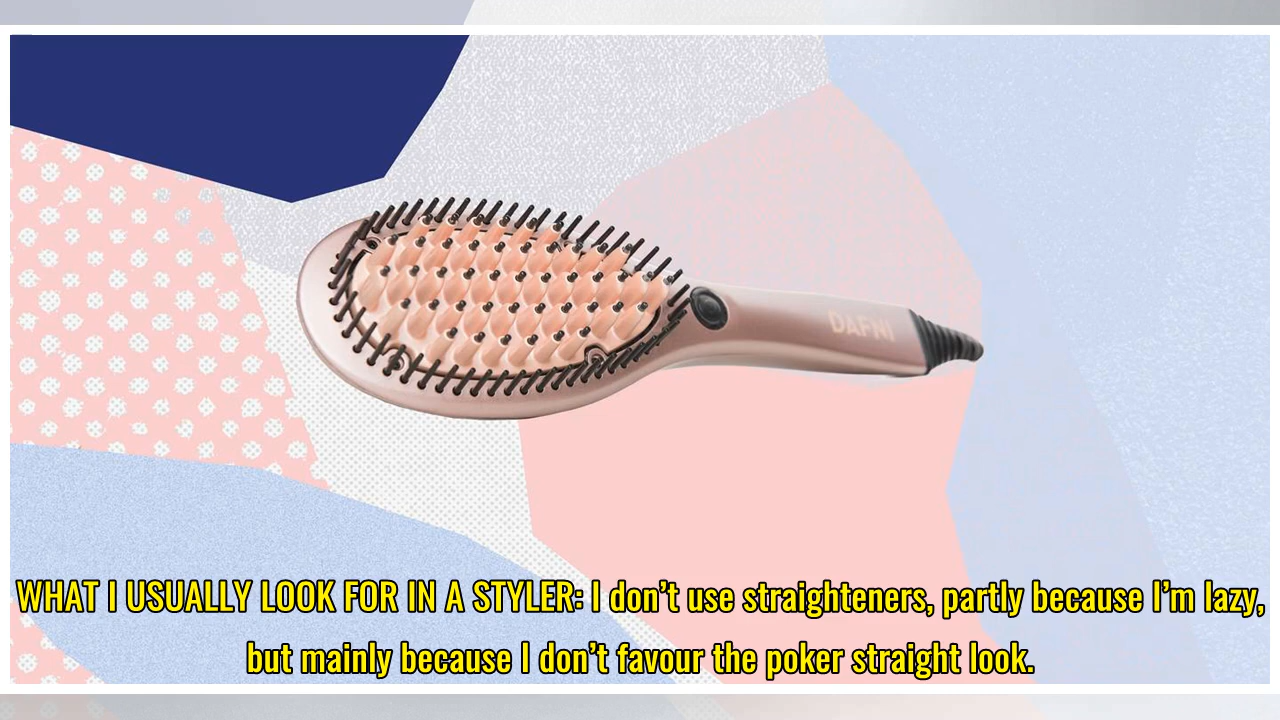 DAFNI
WHAT I USUALLY LOOK FOR IN A STYLER: I don’t use straighteners, partly because I’m lazy,
but mainly because I don’t favour the poker straight look.